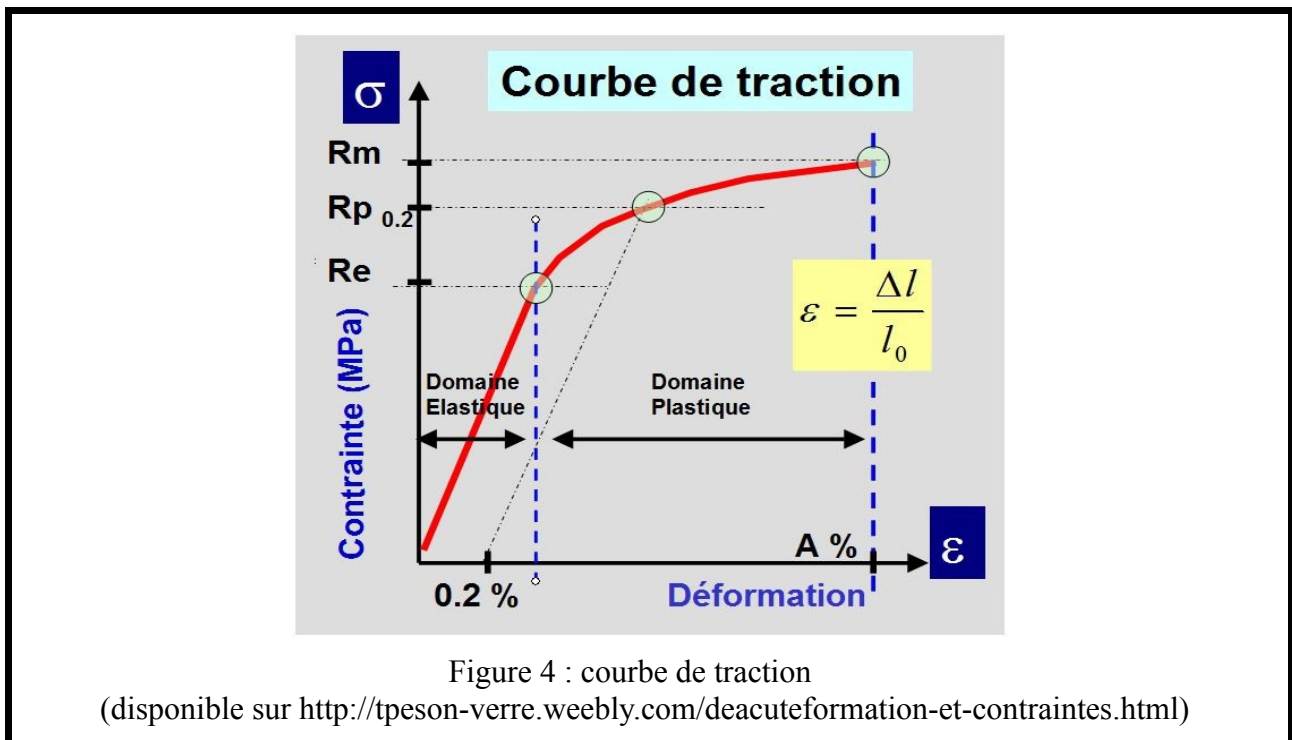 Courbe de traction
σ
Rm
Rp 0.2
Re
Contrainte (MPa)
ε = Δl / l0
Domaine Elastique
Domaine Plastique
A %
ε
0.2 %
Déformation
Figure 4 : courbe de traction
(disponible sur http://tpeson-verre.weebly.com/deacuteformation-et-contraintes.html)